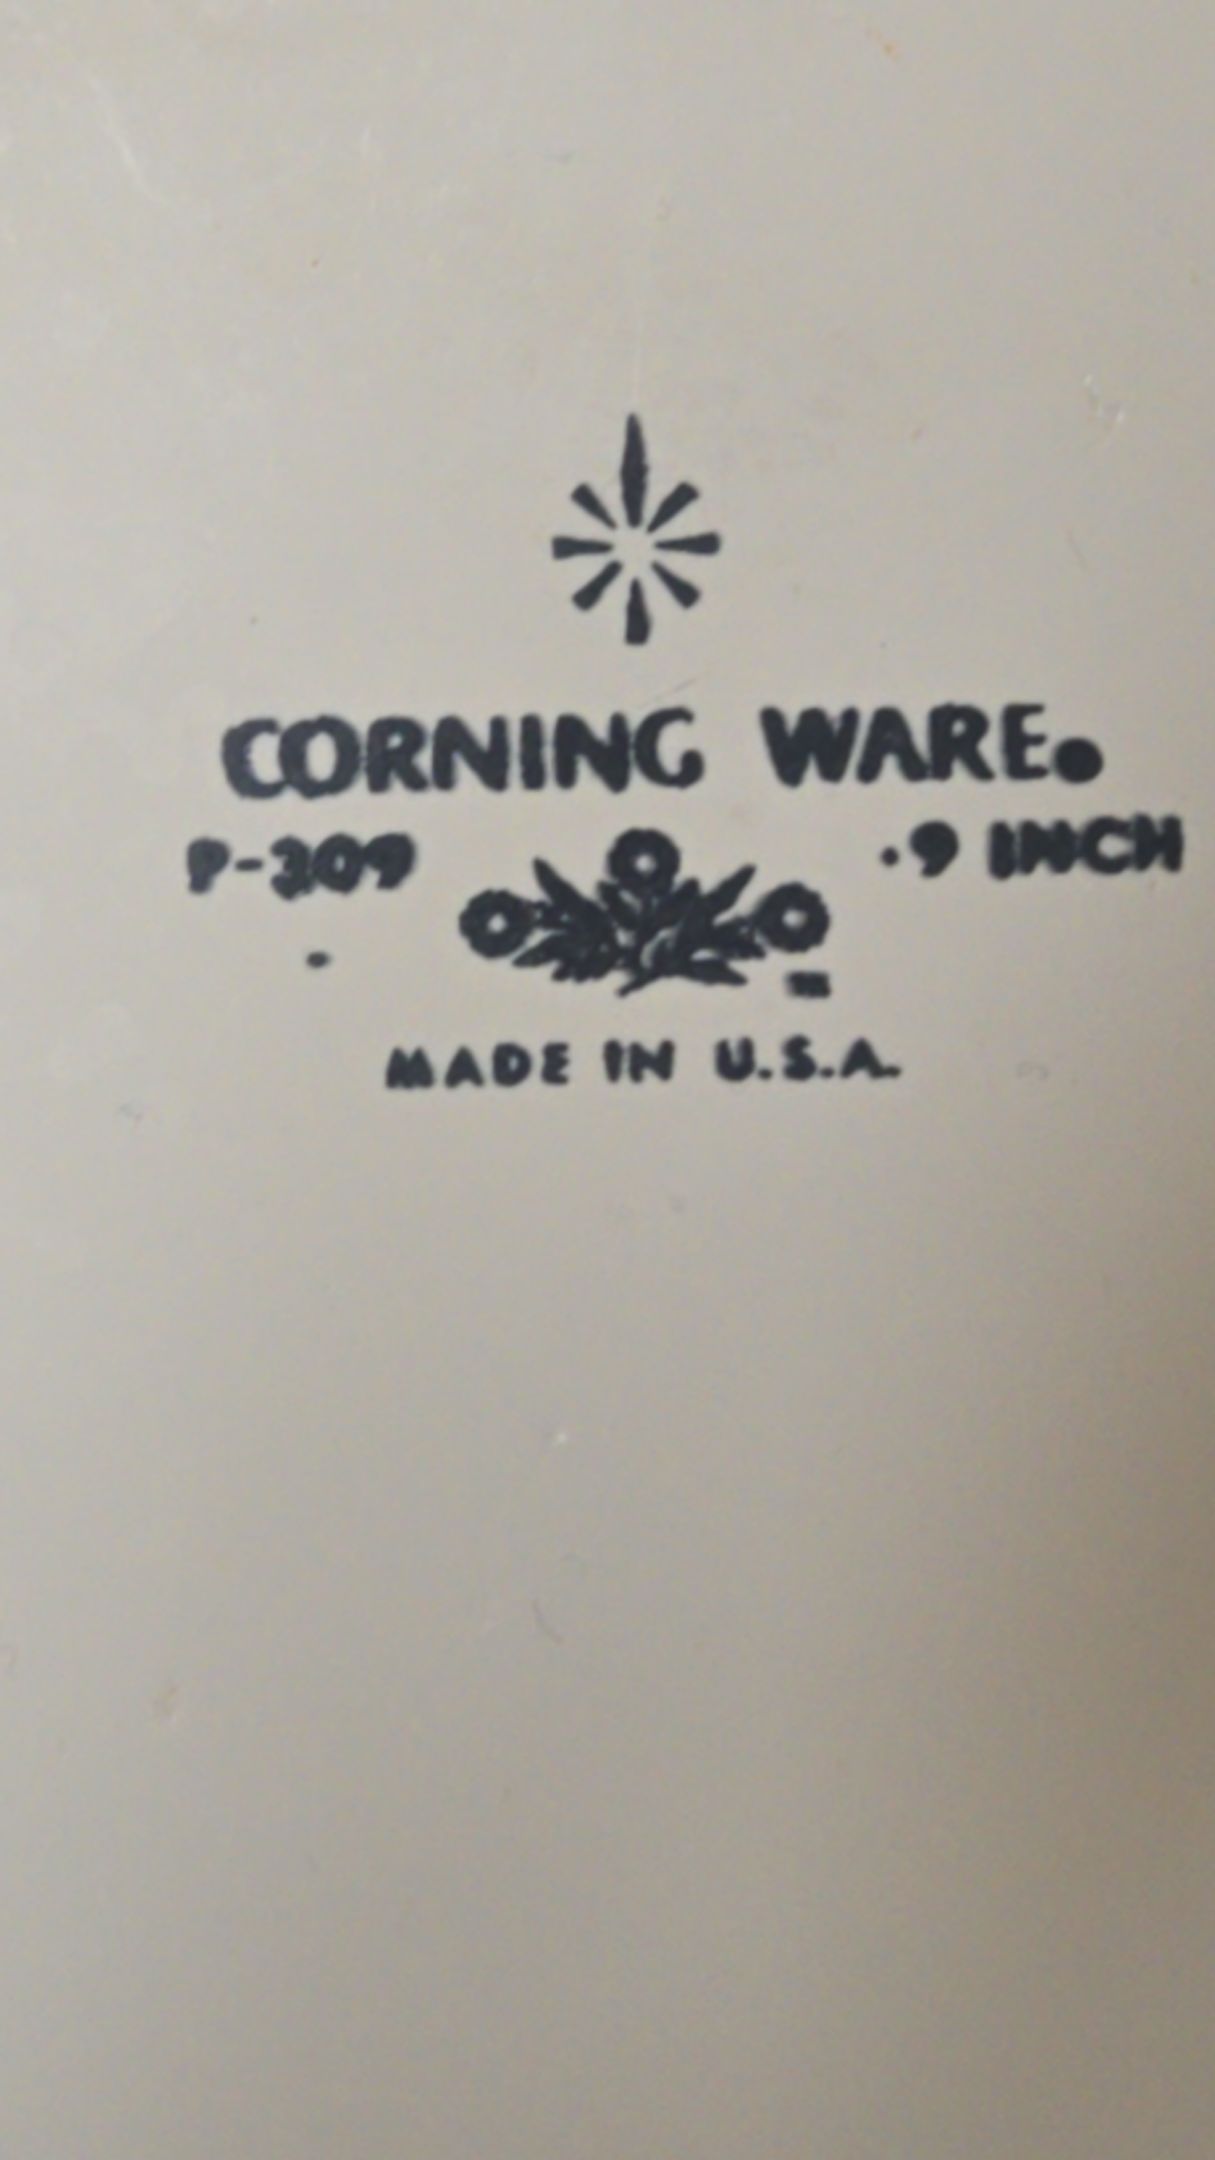 CORNING WARE®
P-309 · 9 INCH
MADE IN U.S.A.